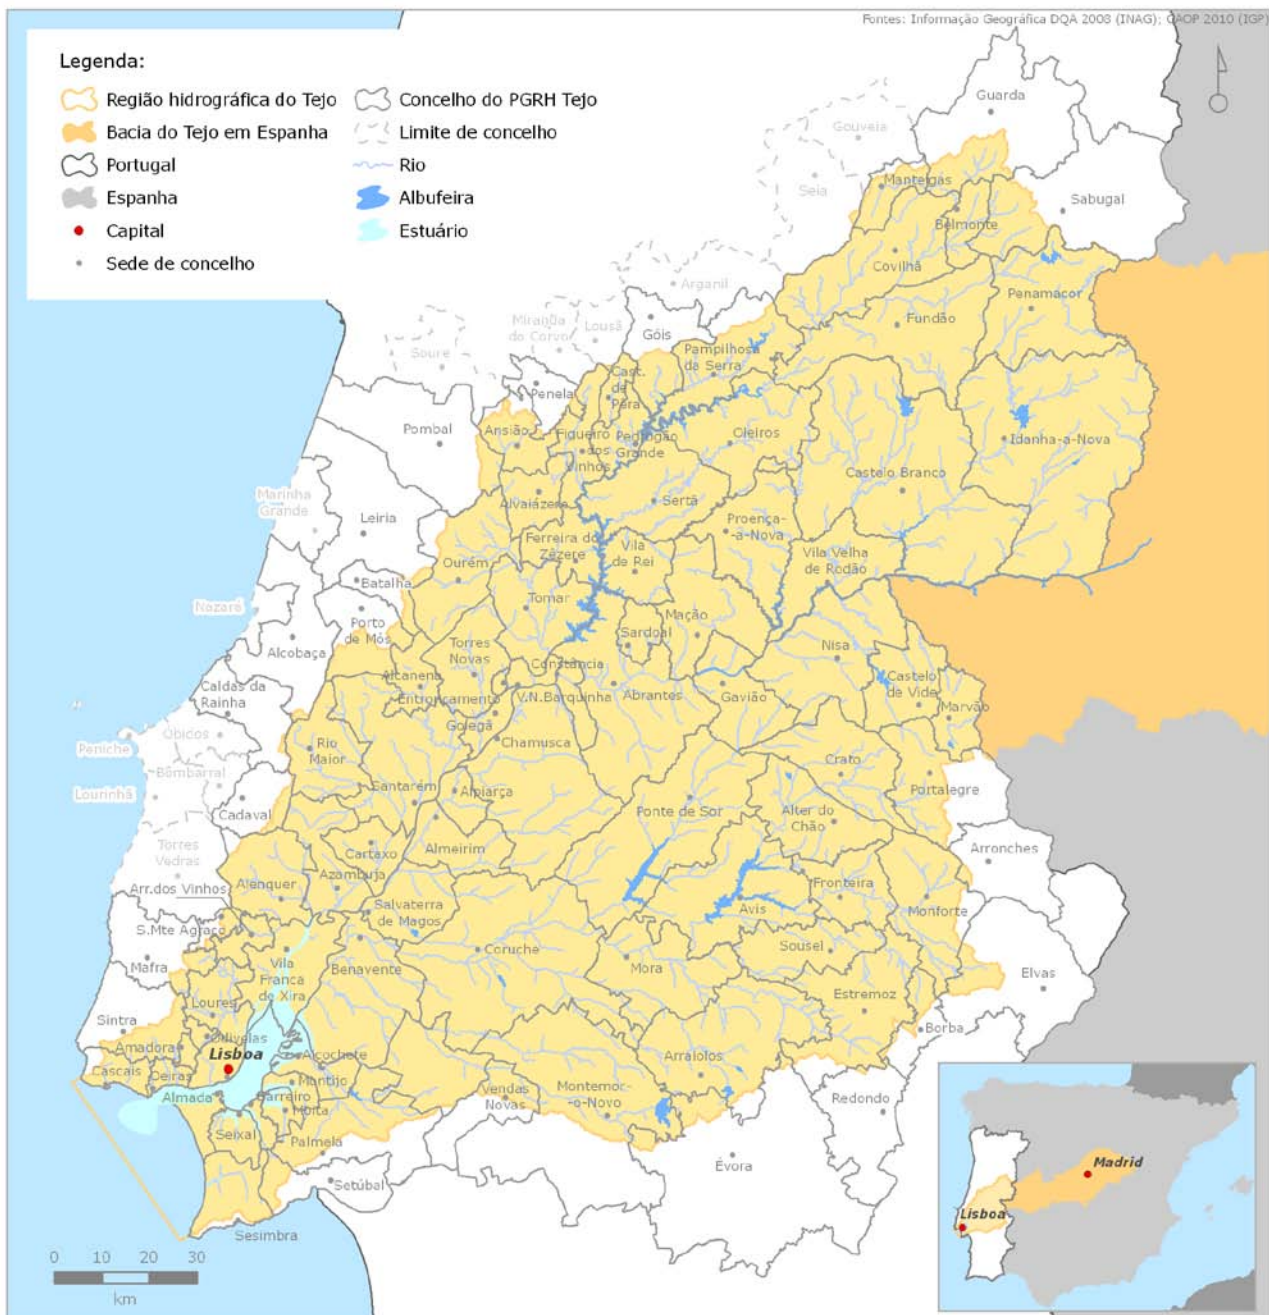 Fontes: Informação Geográfica DQA 2008 (INAG); CAOP 2010 (IGP)
Legenda:
Região hidrográfica do Tejo
Bacia do Tejo em Espanha
Portugal
Espanha
Capital
Sede de concelho
Concelho do PGRH Tejo
Limite de concelho
Rio
Albufeira
Estuário
Guarda
Gouveia
Seia
Manteigas
Sabugal
Belmonte
Covilhã
Penamacor
Arganil
Fundão
Miranda
do Corvo
Lousã
Góis
Soure
Pampilhosa
da Serra
Cast.
de
Pêra
Penela
Pombal
Ansião
Figueiró
dos
Vinhos
Pedrógão
Grande
Oleiros
Idanha-a-Nova
Castelo Branco
Marinha
Grande
Alvaiázere
Sertã
Leiria
Proença-
-a-Nova
Ferreira do
Zêzere
Vila
de Rei
Vila Velha
de Rodão
Ourém
Batalha
Nazaré
Tomar
Porto
de Mós
Mação
Sardoal
Alcobaça
Torres
Novas
Nisa
Constância
Alcanena
Caldas da
Rainha
Entroncamento
V.N.Barquinha
Abrantes
Gavião
Castelo
de Vide
Marvão
Golegã
Chamusca
Óbidos
Peniche
Rio
Maior
Bombarral
Crato
Lourinhã
Santarém
Alpiarça
Portalegre
Cadaval
Ponte de Sor
Alter do
Chão
Torres
Vedras
Cartaxo
Almeirim
Arronches
Arr.dos Vinhos
Alenquer
Azambuja
Fronteira
Salvaterra
de Magos
Avis
Monforte
S.Mte Agraço
Coruche
Sousel
Mafra
Vila
Franca
de Xira
Benavente
Mora
Elvas
Loures
Estremoz
Sintra
Odivelas
Borba
Amadora
Lisboa
Alcochete
Arraiolos
Cascais
Oeiras
Montijo
Almada
Barreiro
Moita
Vendas
Novas
Montemor-
-o-Novo
Redondo
Seixal
Palmela
Évora
Setúbal
Sesimbra
Madrid
Lisboa
0 10 20 30
km